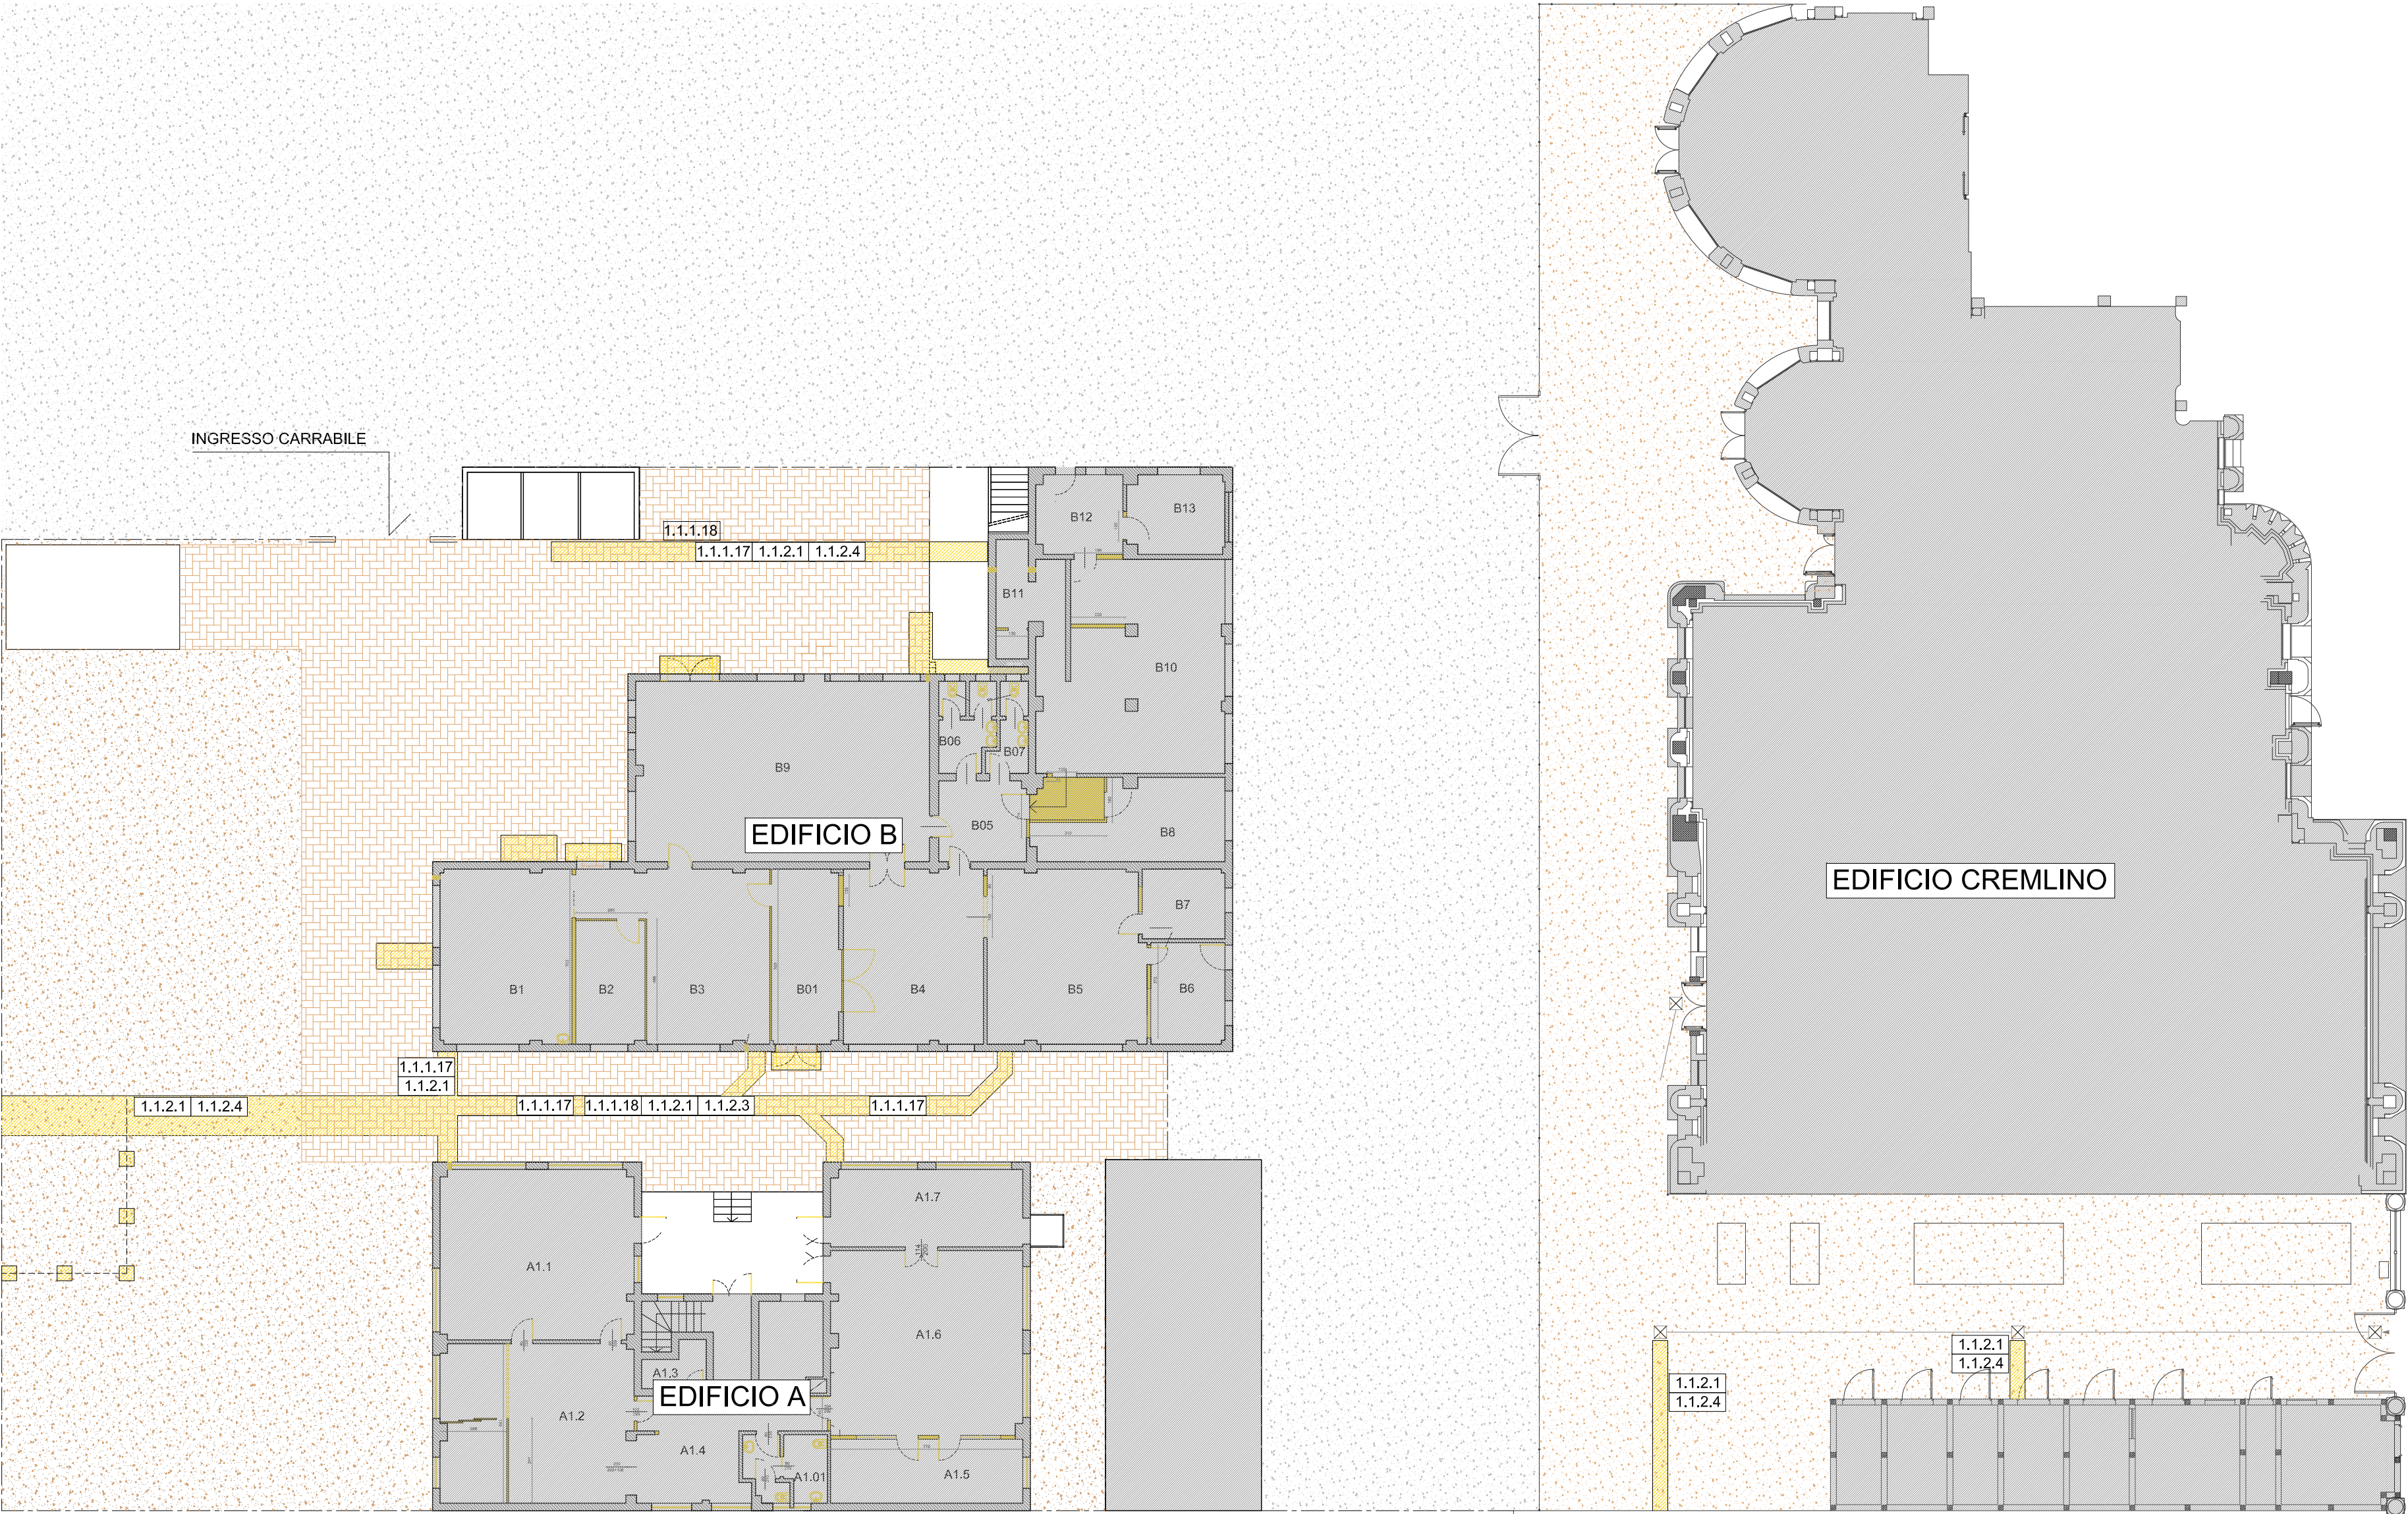 INGRESSO CARRABILE
1.1.1.18
1.1.1.17 1.1.2.1 1.1.2.4
B12
B13
B11
B10
B06
B07
B9
B05
B8
EDIFICIO B
B7
B1
B2
B3
B01
B4
B5
B6
EDIFICIO CREMLINO
1.1.1.17
1.1.2.1
1.1.2.1 1.1.2.4
1.1.1.17
1.1.1.18 1.1.2.1 1.1.2.3
1.1.1.17
A1.7
A1.1
A1.6
A1.3
EDIFICIO A
A1.2
A1.4
A1.01
A1.5
1.1.2.1
1.1.2.4
1.1.2.1
1.1.2.4